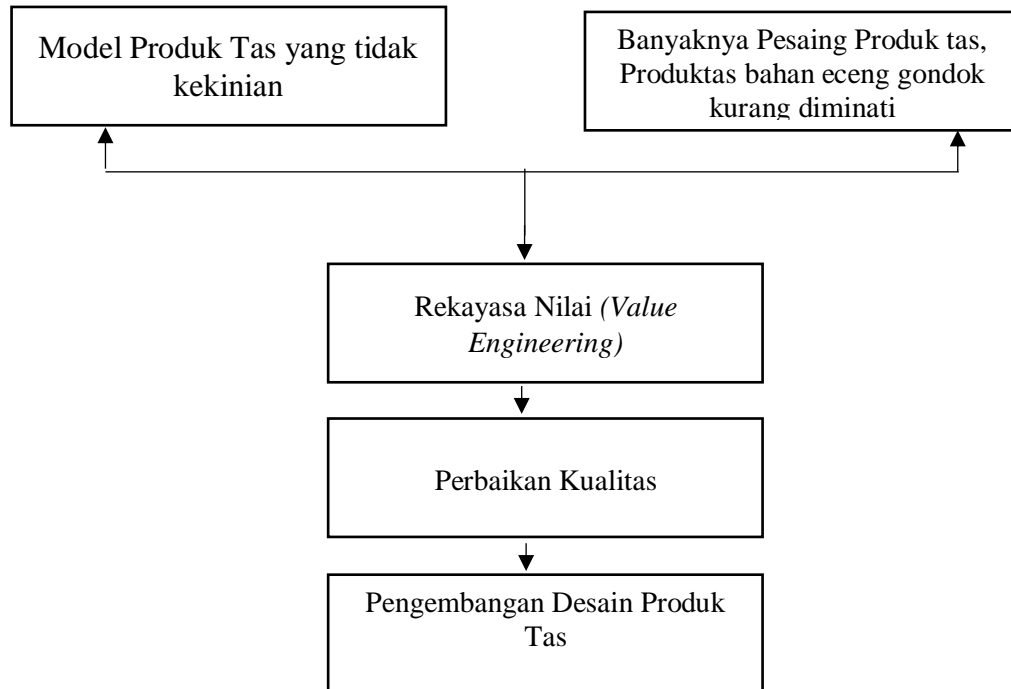 Model Produk Tas yang tidak
kekinian
Banyaknya Pesaing Produk tas,
Produktas bahan eceng gondok
kurang diminati
Rekayasa Nilai (Value
Engineering)
Perbaikan Kualitas
Pengembangan Desain Produk
Tas